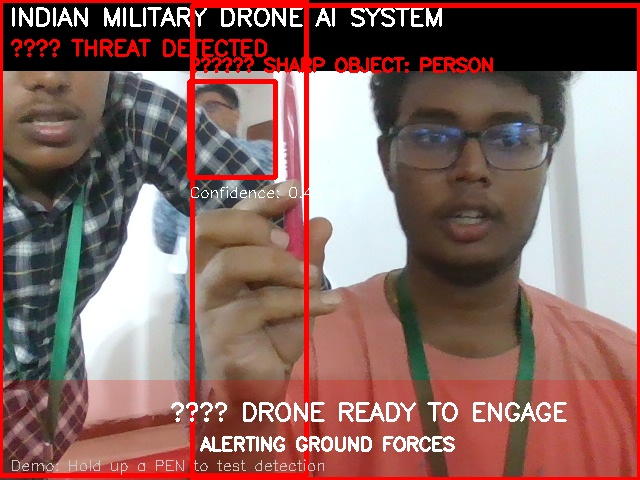 INDIAN MILITARY DRONE AI SYSTEM
???? THREAT DETECTED
?????? SHARP OBJECT: PERSON
Confidence: 0.4
???? DRONE READY TO ENGAGE
ALERTING GROUND FORCES
Demo: Hold up a PEN to test detection